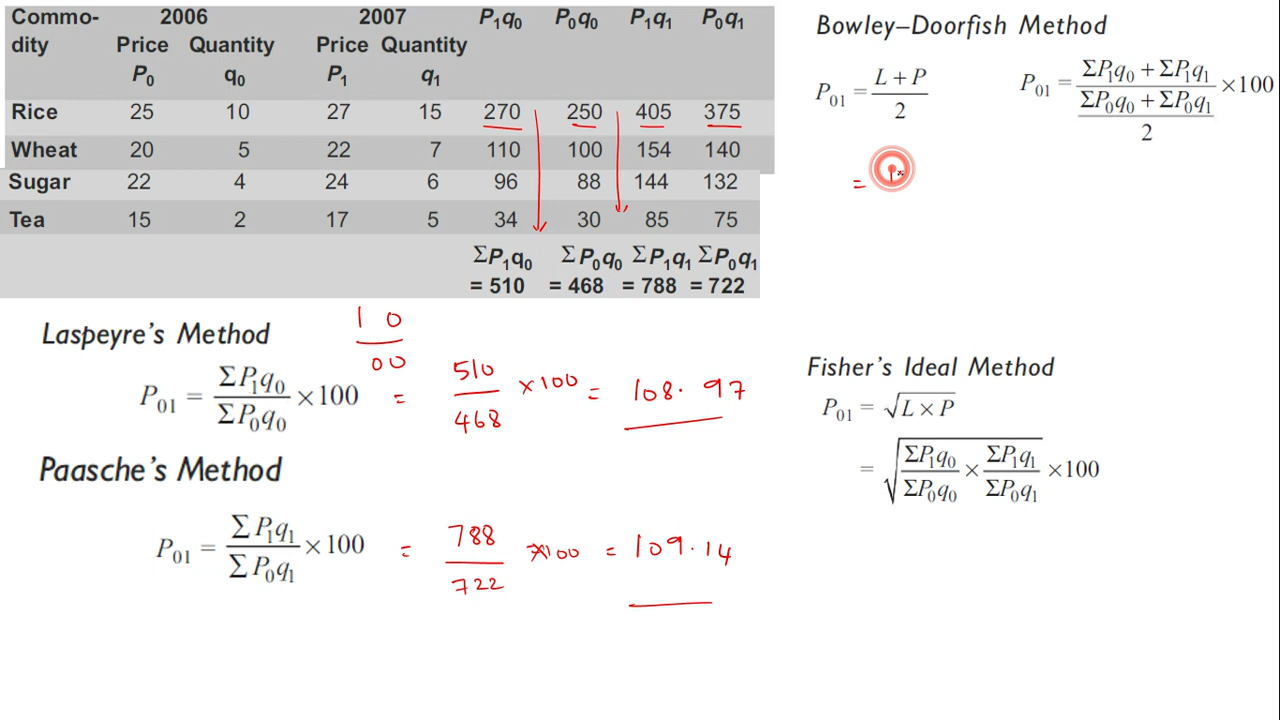 Commo- 2006 2007 P₁q₀ P₀q₀ P₁q₁ P₀q₁
dity Price Quantity Price Quantity
P₀ q₀ P₁ q₁
Rice 25 10 27 15 270 250 405 375
Wheat 20 5 22 7 110 100 154 140
Sugar 22 4 24 6 96 88 144 132
Tea 15 2 17 5 34 30 85 75
ΣP₁q₀ ΣP₀q₀ ΣP₁q₁ ΣP₀q₁
= 510 = 468 = 788 = 722
Laspeyre's Method
1 0
00
P₀₁ = ΣP₁q₀ / ΣP₀q₀ ×100 = 510 / 468 ×100 = 108.97
Paasche's Method
P₀₁ = ΣP₁q₁ / ΣP₀q₁ ×100 = 788 / 722 ×100 = 109.14
Bowley–Doorfish Method
P₀₁ = L + P / 2 P₀₁ = ΣP₁q₀ + ΣP₁q₁ / ΣP₀q₀ + ΣP₀q₁ / 2 ×100
=
Fisher's Ideal Method
P₀₁ = √L × P
= √ΣP₁q₀ / ΣP₀q₀ × ΣP₁q₁ / ΣP₀q₁ ×100